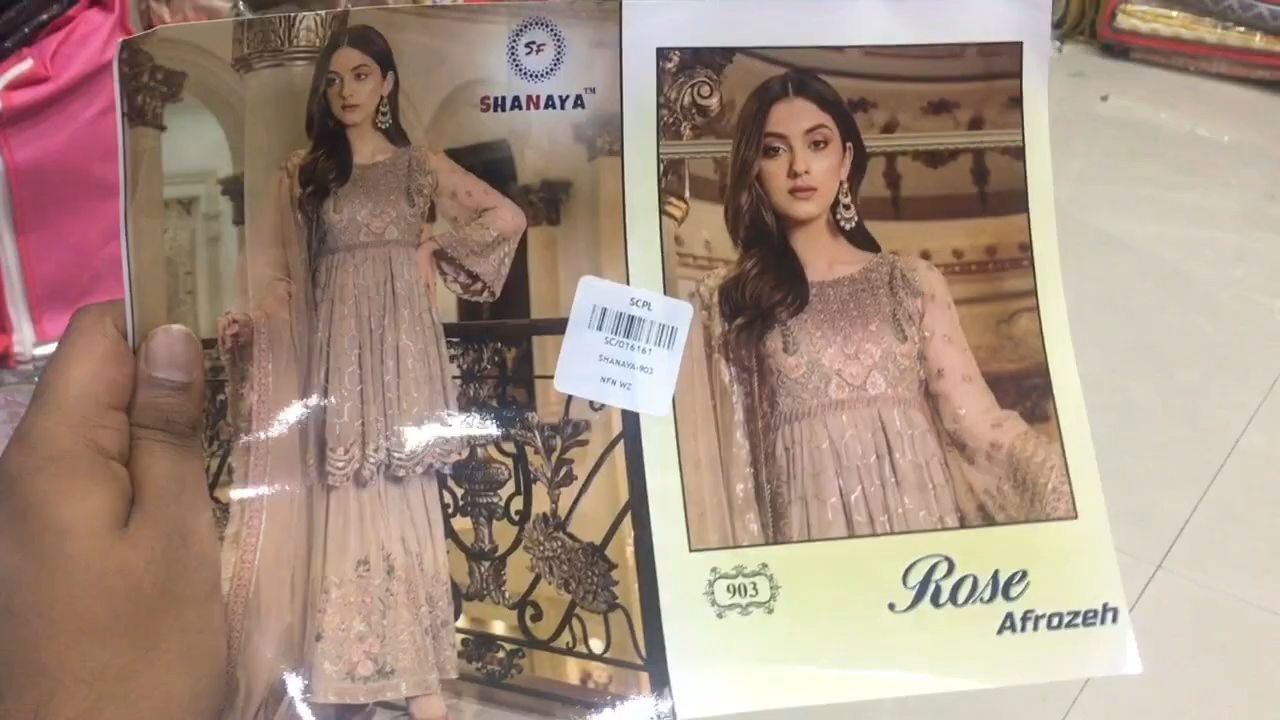 SF
SHANAYA™
SCPL
SC/016161
SHANAYA-903
NFN WZ
903
Rose
Afrozeh